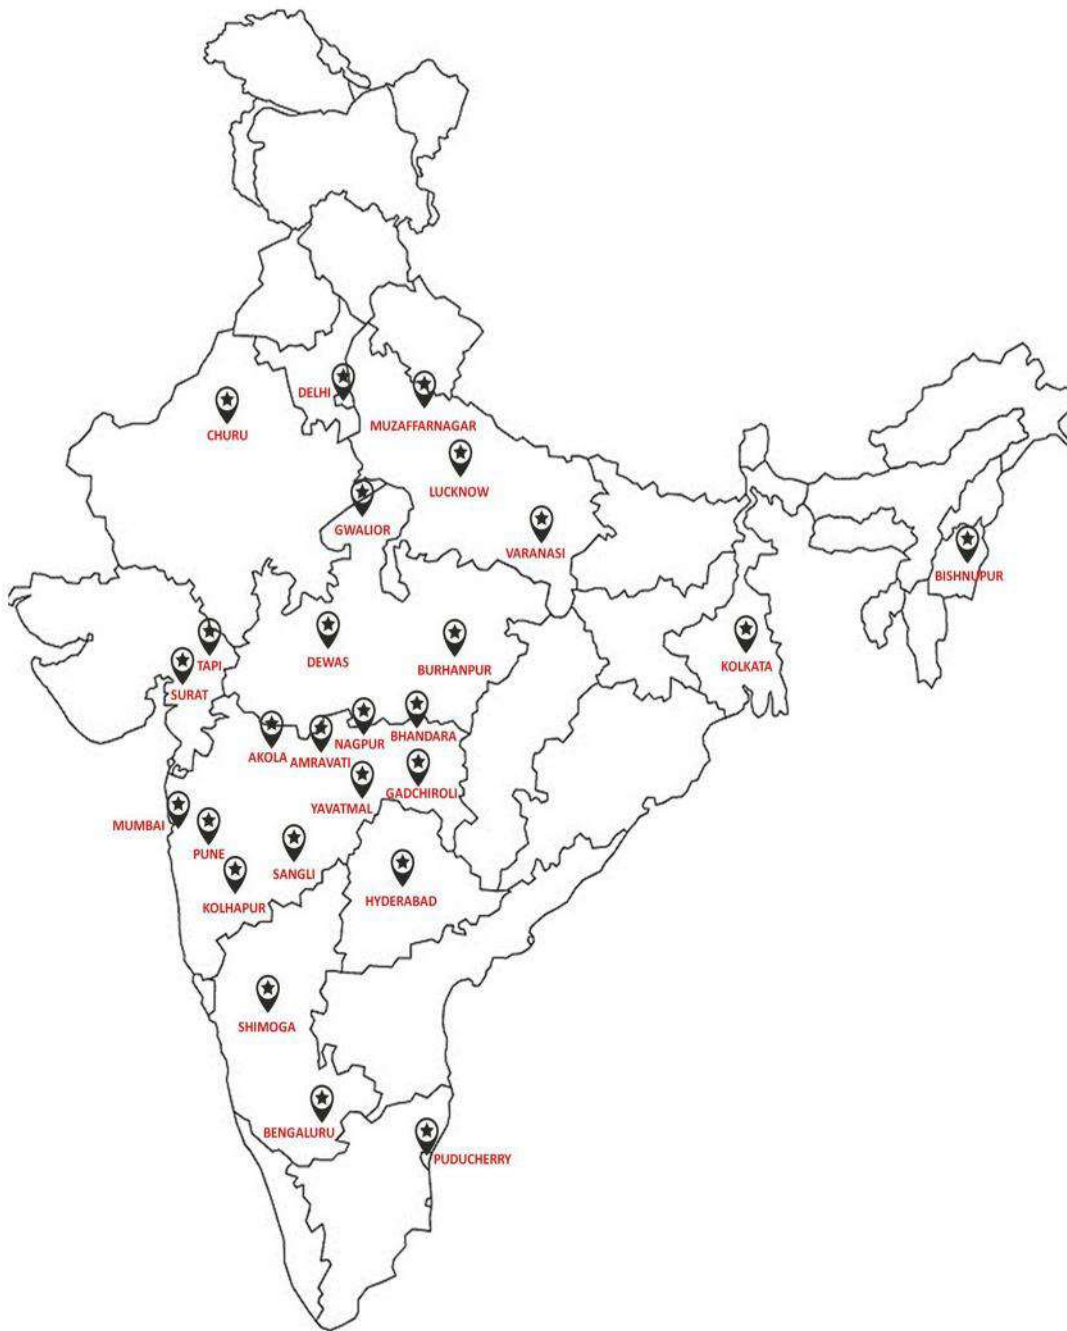 DELHI
MUZAFFARNAGAR
CHURU
LUCKNOW
GWALIOR
VARANASI
BISHNUPUR
TAPI
DEWAS
BURHANPUR
KOLKATA
SURAT
BHANDARA
NAGPUR
AKOLA
AMRAVATI
GADCHIROLI
YAVATMAL
MUMBAI
PUNE
SANGLI
HYDERABAD
KOLHAPUR
SHIMOGA
BENGALURU
PUDUCHERRY